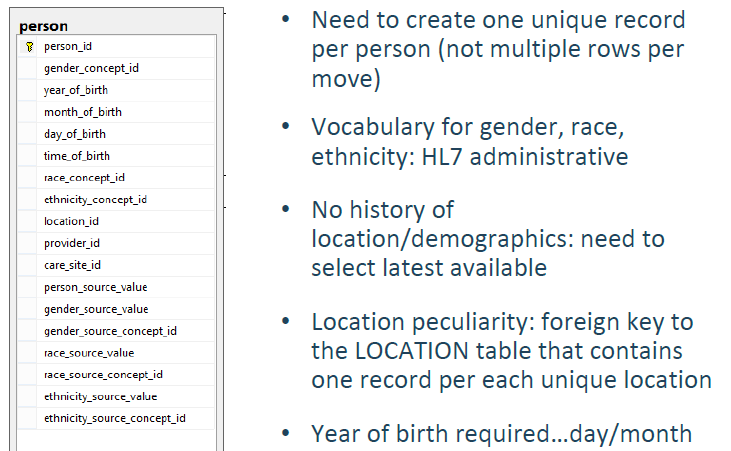 person
person_id
gender_concept_id
year_of_birth
month_of_birth
day_of_birth
time_of_birth
race_concept_id
ethnicity_concept_id
location_id
provider_id
care_site_id
person_source_value
gender_source_value
gender_source_concept_id
race_source_value
race_source_concept_id
ethnicity_source_value
ethnicity_source_concept_id
• Need to create one unique record
per person (not multiple rows per
move)
• Vocabulary for gender, race,
ethnicity: HL7 administrative
• No history of
location/demographics: need to
select latest available
• Location peculiarity: foreign key to
the LOCATION table that contains
one record per each unique location
• Year of birth required…day/month